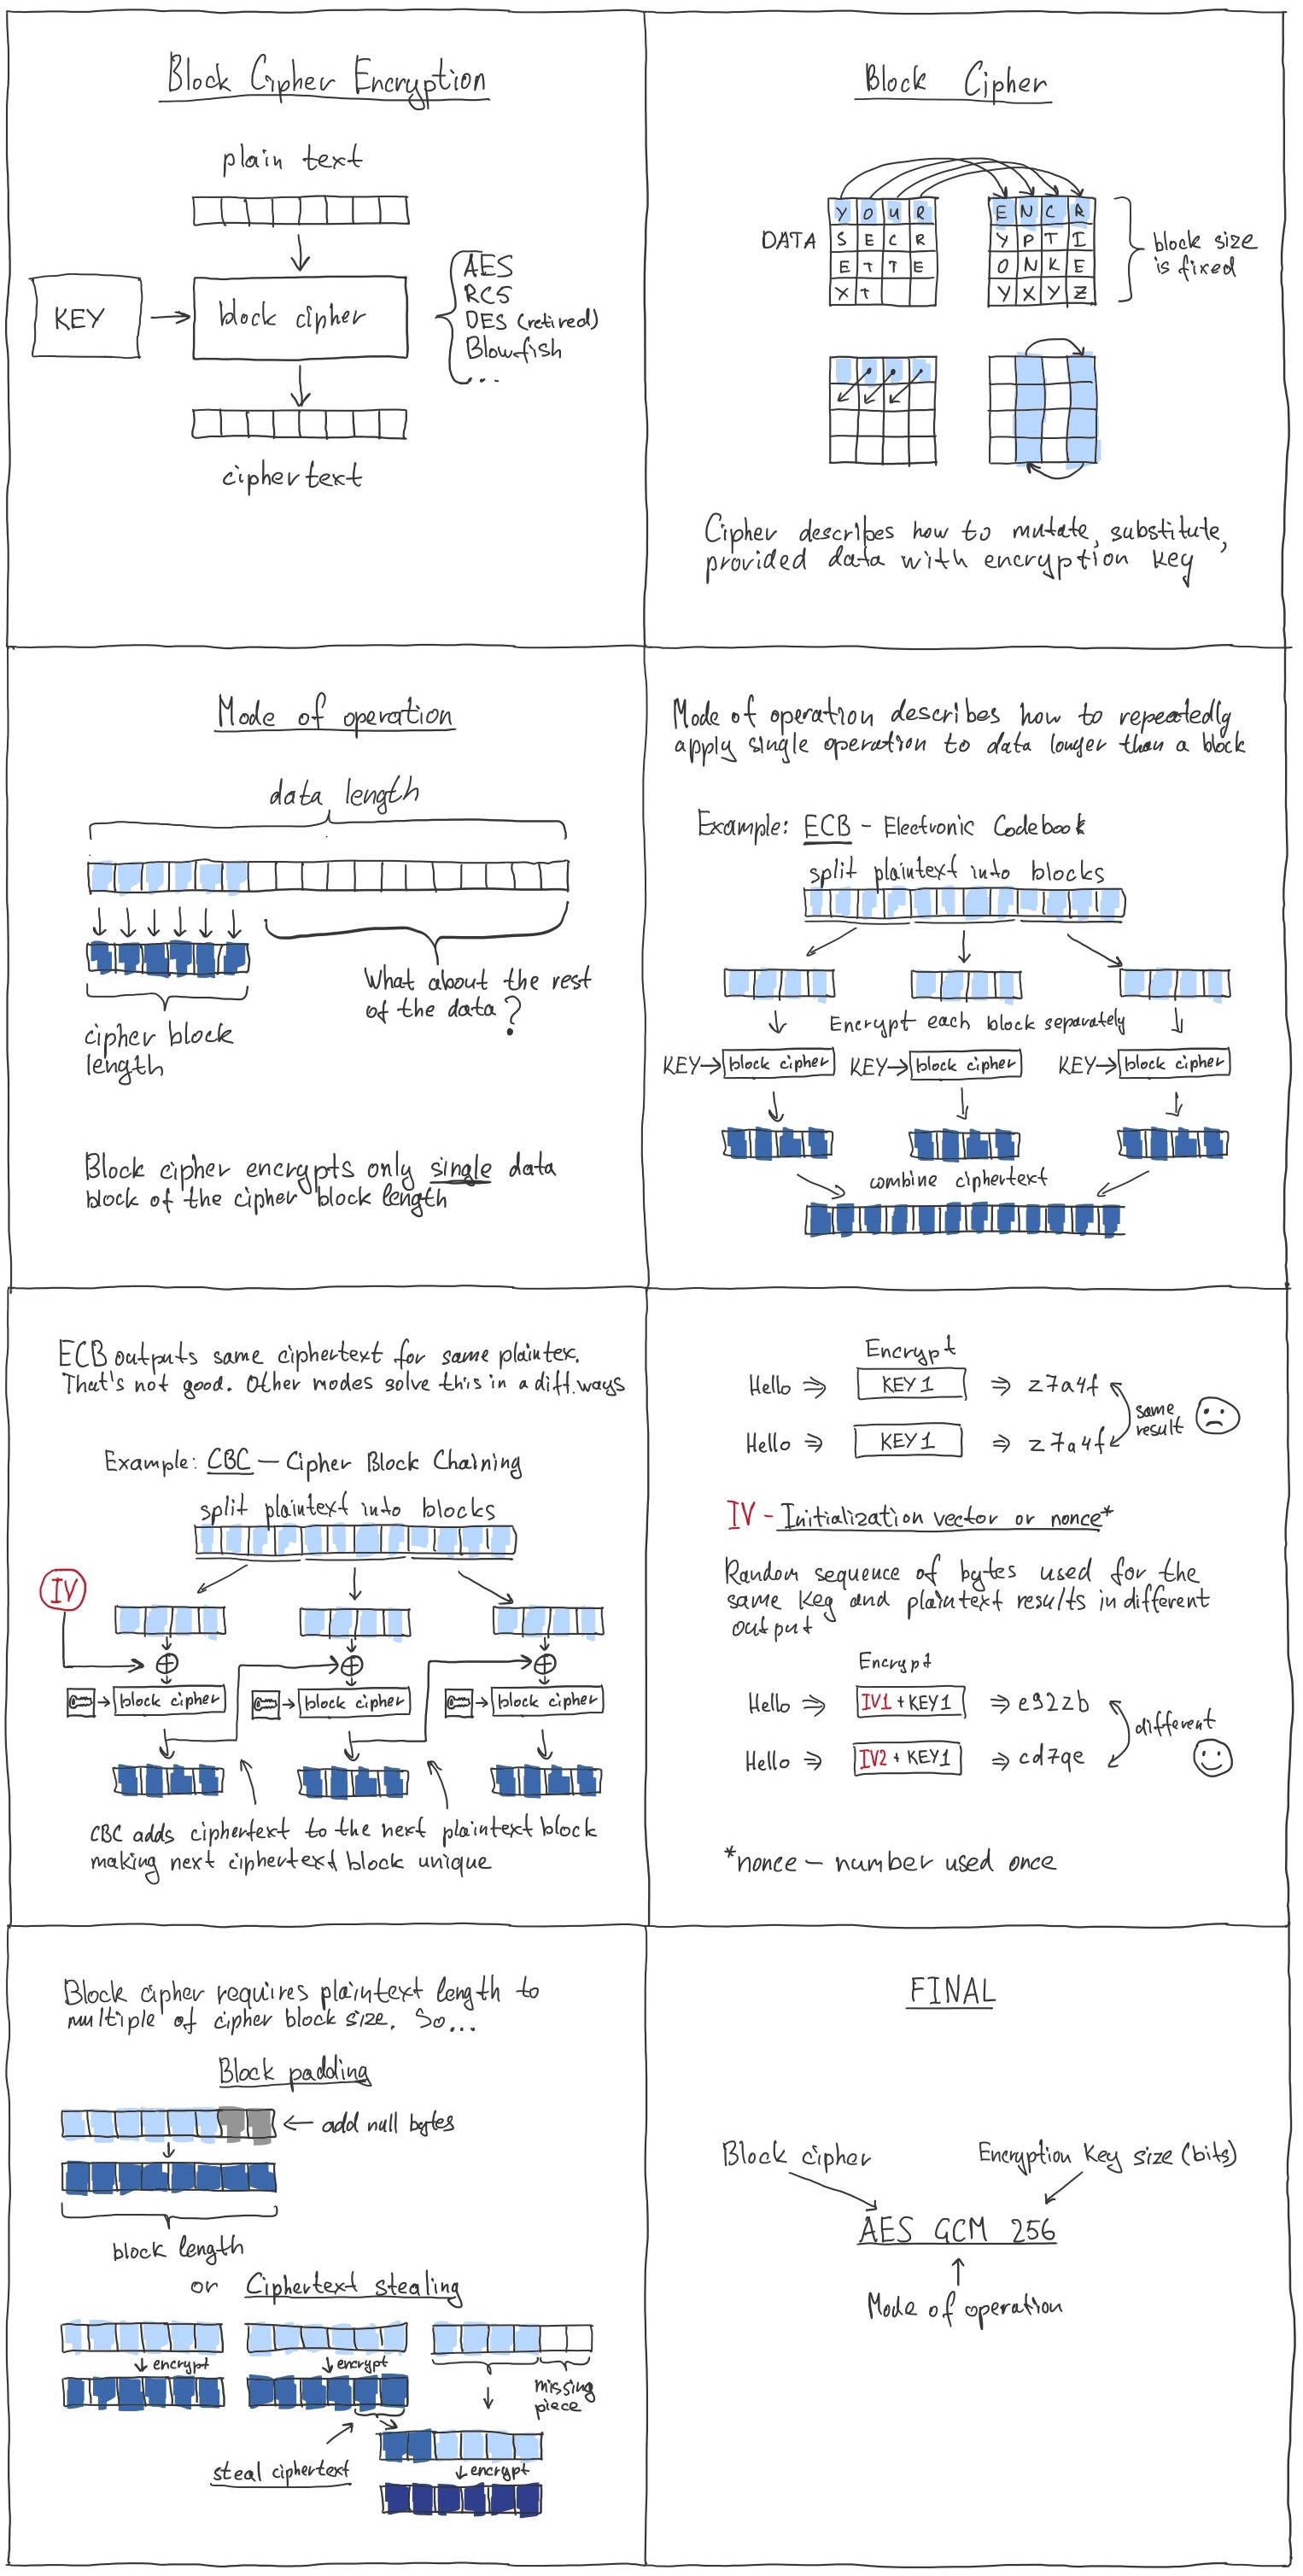 Block Cipher Encryption
plain text
KEY
block cipher
AES
RC5
DES (retired)
Blowfish
...
ciphertext
Block Cipher
DATA
Y O U R
S E C R
E T T E
X T
E N C R
Y P T I
O N K E
Y X Y Z
block size
is fixed
Cipher describes how to mutate, substitute,
provided data with encryption key
Mode of operation
data length
What about the rest
of the data?
cipher block
length
Block cipher encrypts only single data
block of the cipher block length
Mode of operation describes how to repeatedly
apply single operation to data longer than a block
Example: ECB - Electronic Codebook
split plaintext into blocks
Encrypt each block separately
KEY→ block cipher KEY→ block cipher KEY→ block cipher
combine ciphertext
ECB outputs same ciphertext for same plaintex.
That's not good. Other modes solve this in a diff. ways
Example: CBC - Cipher Block Chaining
split plaintext into blocks
IV
block cipher block cipher block cipher
CBC adds ciphertext to the next plaintext block
making next ciphertext block unique
Encrypt
Hello ⇒ KEY 1 ⇒ z7a4f
Hello ⇒ KEY 1 ⇒ z7a4f
same
result
IV - Initialization vector or nonce*
Random sequence of bytes used for the
same key and plaintext results in different
output
Encrypt
Hello ⇒ IV1 + KEY1 ⇒ e92zb
Hello ⇒ IV2 + KEY1 ⇒ cd7qe
different
*nonce - number used once
Block cipher requires plaintext length to
multiple of cipher block size. So...
Block padding
← add null bytes
block length
or Ciphertext stealing
encrypt
encrypt
missing
piece
steal ciphertext
encrypt
FINAL
Block cipher
Encryption key size (bits)
AES GCM 256
Mode of operation